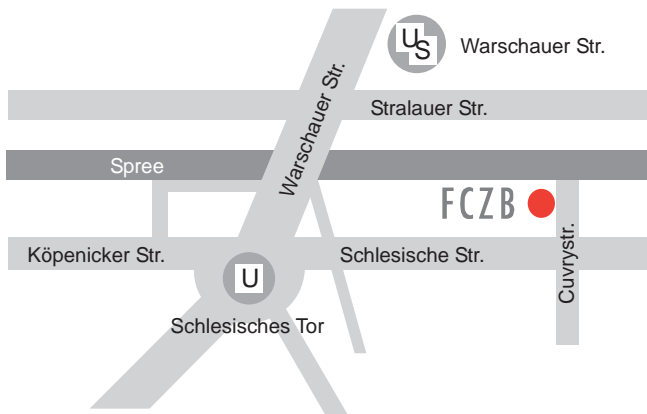 US
Warschauer Str.
Warschauer Str.
Stralauer Str.
Spree
FCZB
Köpenicker Str.
Schlesische Str.
Cuvrystr.
U
Schlesisches Tor